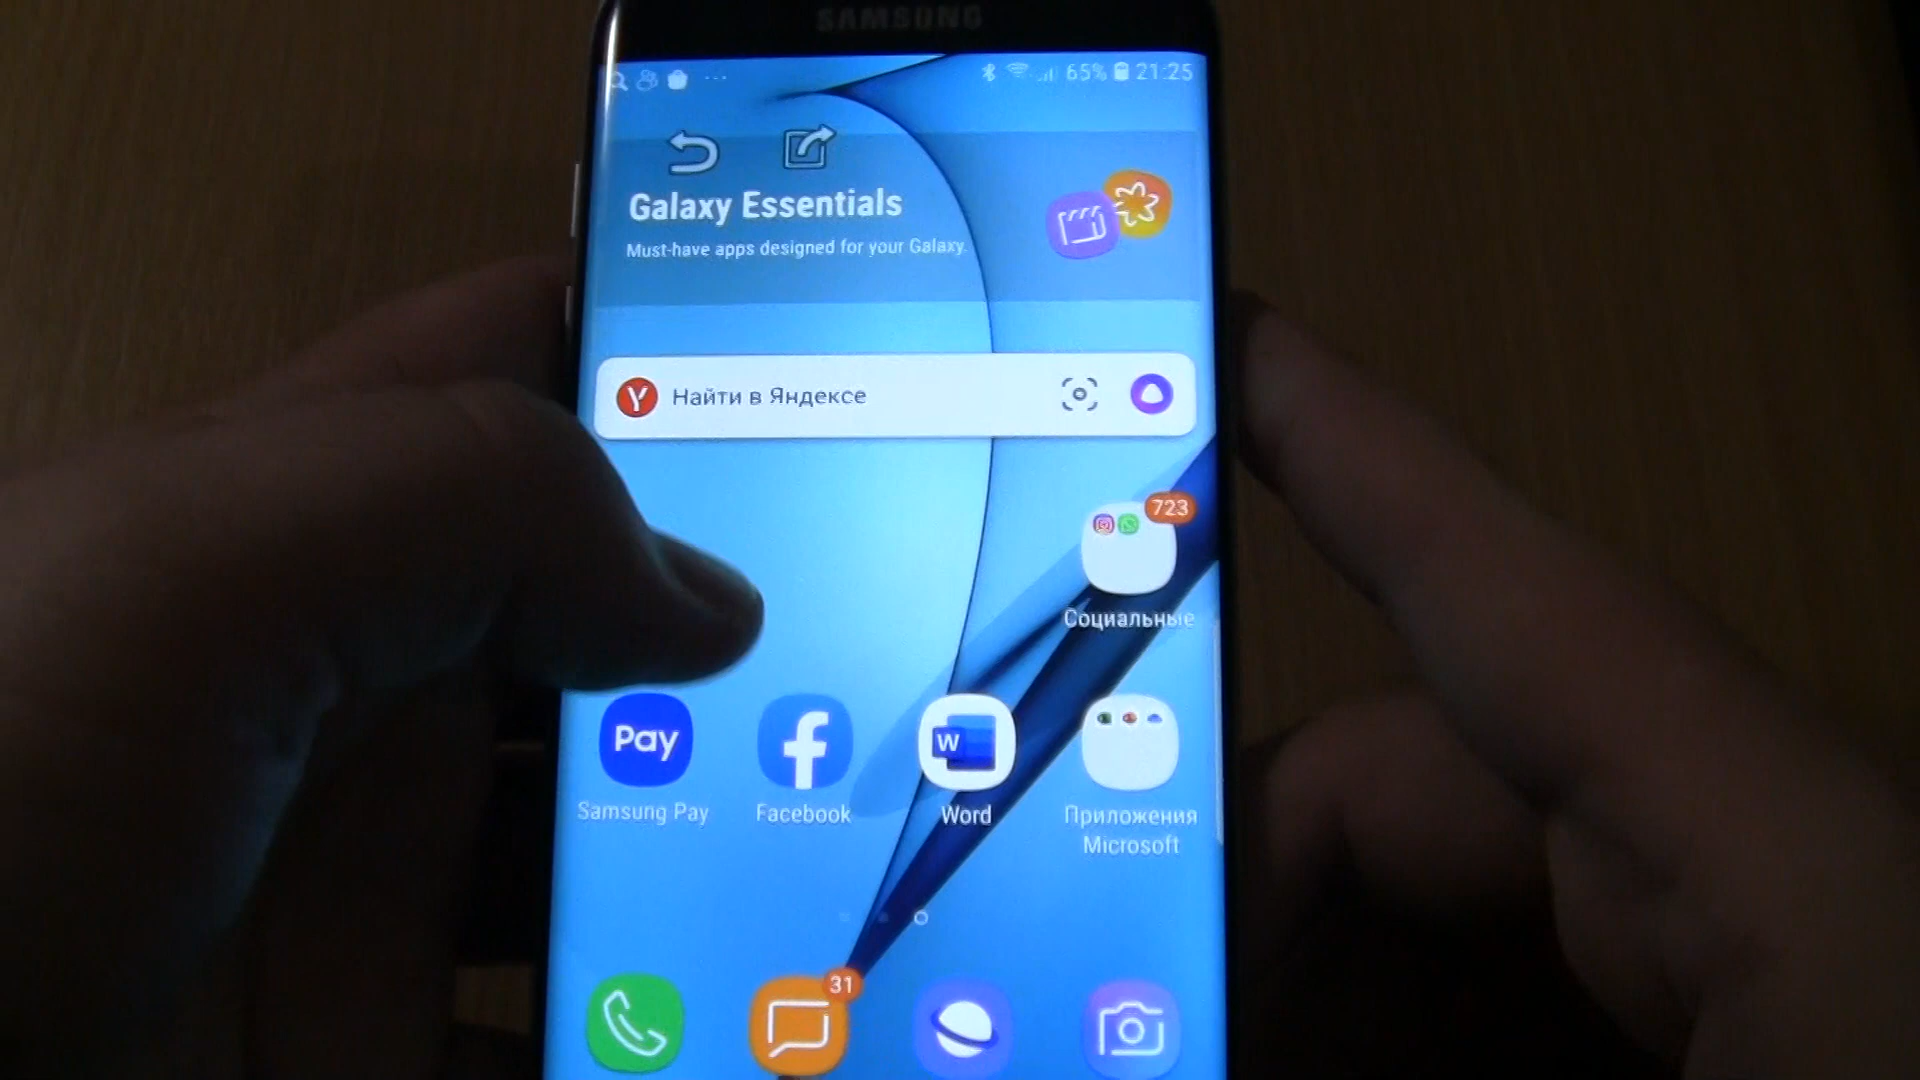 SAMSUNG
65% 21:25
Galaxy Essentials
Must-have apps designed for your Galaxy.
Найти в Яндексе
723
Социальные
Pay
W
Samsung Pay
Facebook
Word
Приложения
Microsoft
31